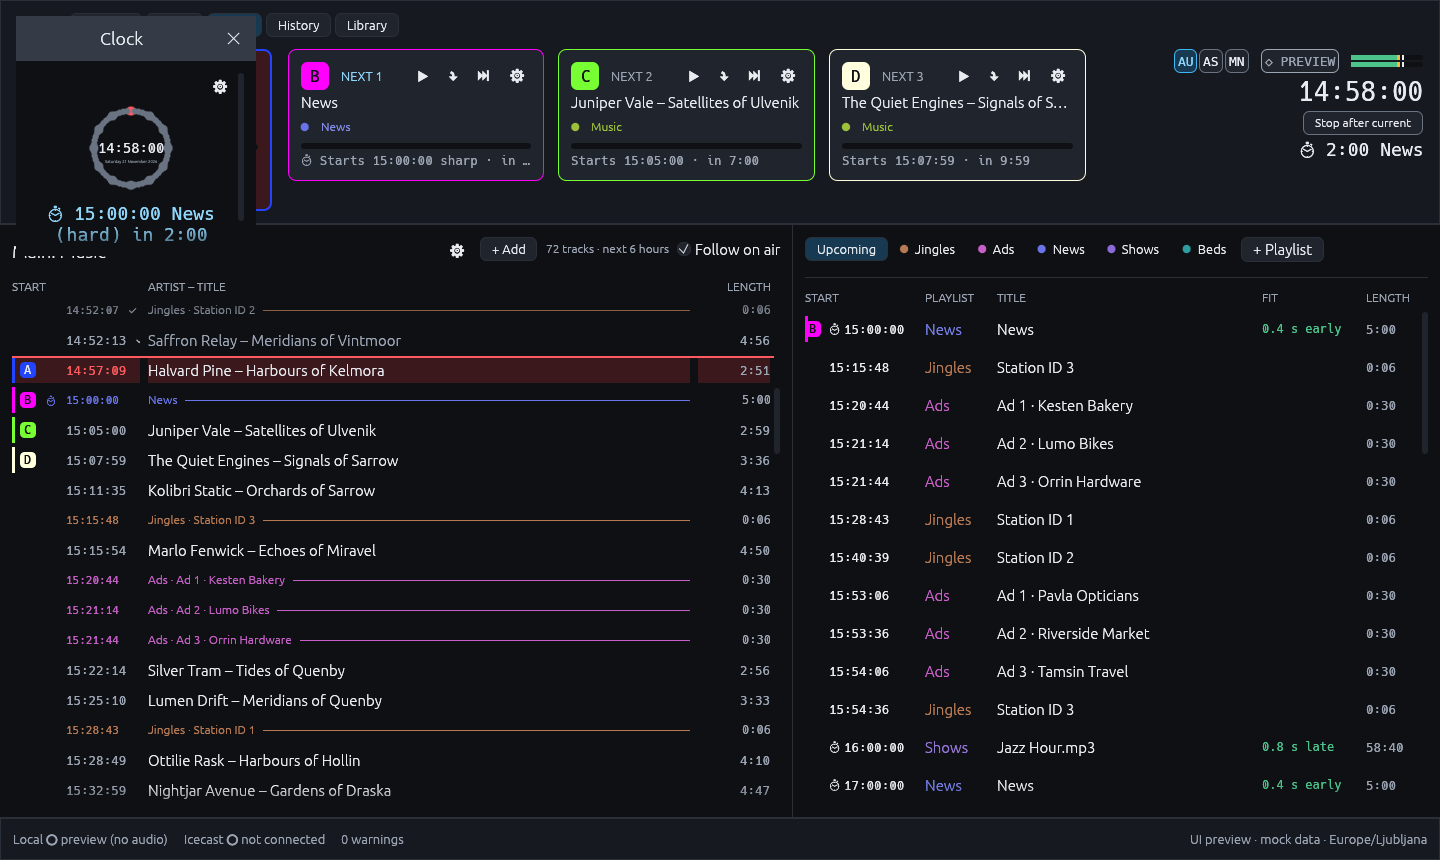 History
Library
Clock
14:58:00
Saturday 21 November 2026
15:00:00 News
(hard) in 2:00
B NEXT 1
News
News
Starts 15:00:00 sharp · in …
C NEXT 2
Juniper Vale – Satellites of Ulvenik
Music
Starts 15:05:00 · in 7:00
D NEXT 3
The Quiet Engines – Signals of S…
Music
Starts 15:07:59 · in 9:59
AU AS MN ◇ PREVIEW
14:58:00
Stop after current
2:00 News
+ Add 72 tracks · next 6 hours Follow on air
START ARTIST – TITLE LENGTH
14:52:07 ✓ Jingles · Station ID 2 0:06
14:52:13 Saffron Relay – Meridians of Vintmoor 4:56
A 14:57:09 Halvard Pine – Harbours of Kelmora 2:51
B 15:00:00 News 5:00
C 15:05:00 Juniper Vale – Satellites of Ulvenik 2:59
D 15:07:59 The Quiet Engines – Signals of Sarrow 3:36
15:11:35 Kolibri Static – Orchards of Sarrow 4:13
15:15:48 Jingles · Station ID 3 0:06
15:15:54 Marlo Fenwick – Echoes of Miravel 4:50
15:20:44 Ads · Ad 1 · Kesten Bakery 0:30
15:21:14 Ads · Ad 2 · Lumo Bikes 0:30
15:21:44 Ads · Ad 3 · Orrin Hardware 0:30
15:22:14 Silver Tram – Tides of Quenby 2:56
15:25:10 Lumen Drift – Meridians of Quenby 3:33
15:28:43 Jingles · Station ID 1 0:06
15:28:49 Ottilie Rask – Harbours of Hollin 4:10
15:32:59 Nightjar Avenue – Gardens of Draska 4:47
Upcoming Jingles Ads News Shows Beds + Playlist
START PLAYLIST TITLE FIT LENGTH
B 15:00:00 News News 0.4 s early 5:00
15:15:48 Jingles Station ID 3 0:06
15:20:44 Ads Ad 1 · Kesten Bakery 0:30
15:21:14 Ads Ad 2 · Lumo Bikes 0:30
15:21:44 Ads Ad 3 · Orrin Hardware 0:30
15:28:43 Jingles Station ID 1 0:06
15:40:39 Jingles Station ID 2 0:06
15:53:06 Ads Ad 1 · Pavla Opticians 0:30
15:53:36 Ads Ad 2 · Riverside Market 0:30
15:54:06 Ads Ad 3 · Tamsin Travel 0:30
15:54:36 Jingles Station ID 3 0:06
16:00:00 Shows Jazz Hour.mp3 0.8 s late 58:40
17:00:00 News News 0.4 s early 5:00
Local preview (no audio) Icecast not connected 0 warnings
UI preview · mock data · Europe/Ljubljana